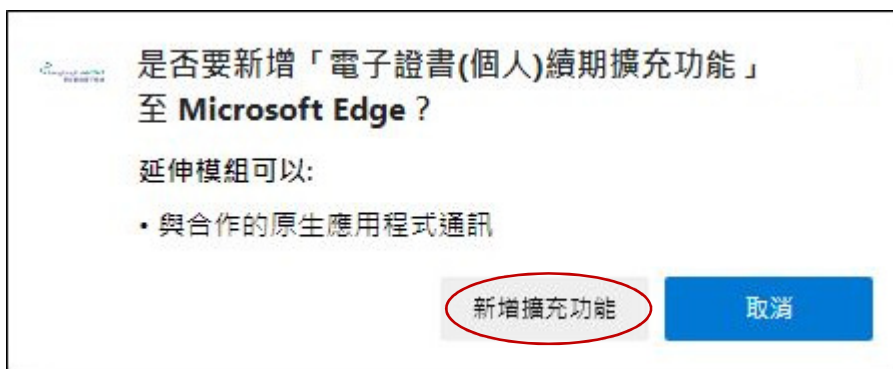 是否要新增「電子證書(個人)續期擴充功能」
至 Microsoft Edge？
延伸模組可以:
• 與合作的原生應用程式通訊
新增擴充功能
取消